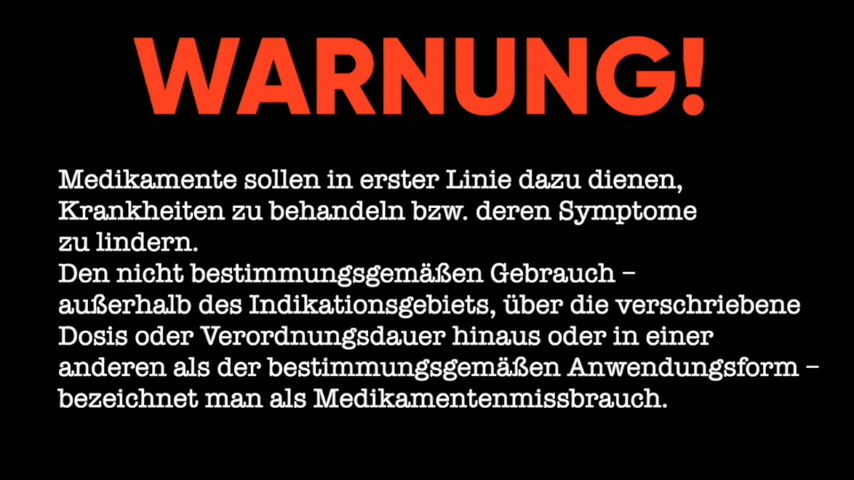 WARNUNG!
Medikamente sollen in erster Linie dazu dienen,
Krankheiten zu behandeln bzw. deren Symptome
zu lindern.
Den nicht bestimmungsgemäßen Gebrauch –
außerhalb des Indikationsgebiets, über die verschriebene
Dosis oder Verordnungsdauer hinaus oder in einer
anderen als der bestimmungsgemäßen Anwendungsform –
bezeichnet man als Medikamentenmissbrauch.